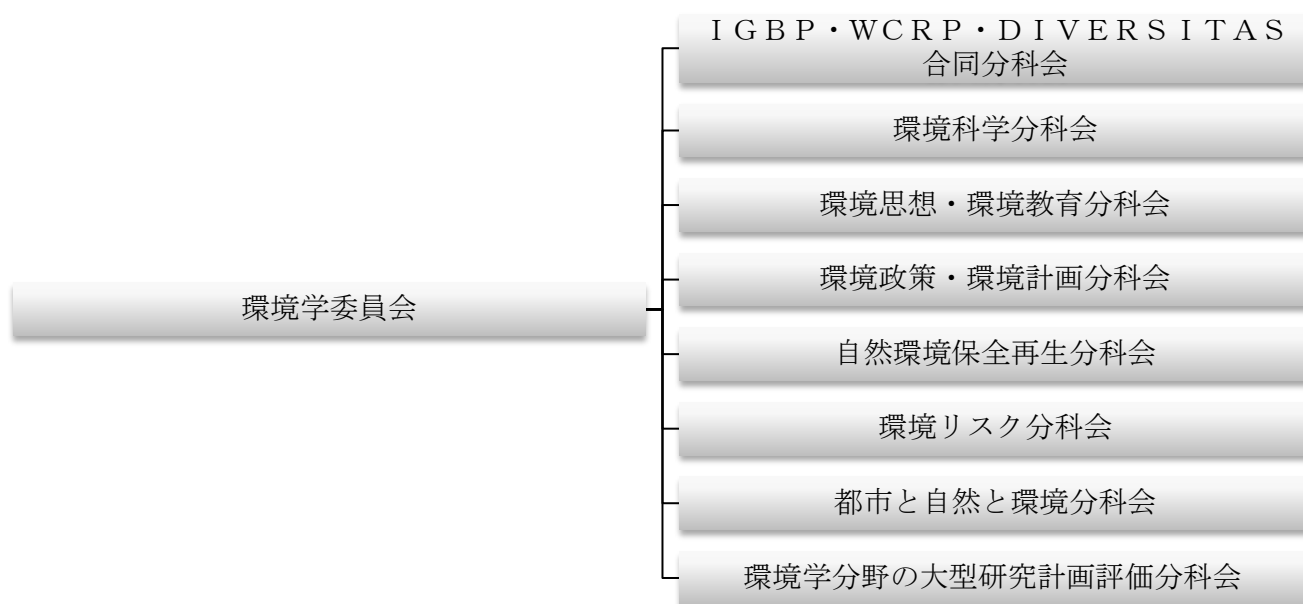 環境学委員会
ＩＧＢＰ・ＷＣＲＰ・ＤＩＶＥＲＳＩＴＡＳ
合同分科会
環境科学分科会
環境思想・環境教育分科会
環境政策・環境計画分科会
自然環境保全再生分科会
環境リスク分科会
都市と自然と環境分科会
環境学分野の大型研究計画評価分科会